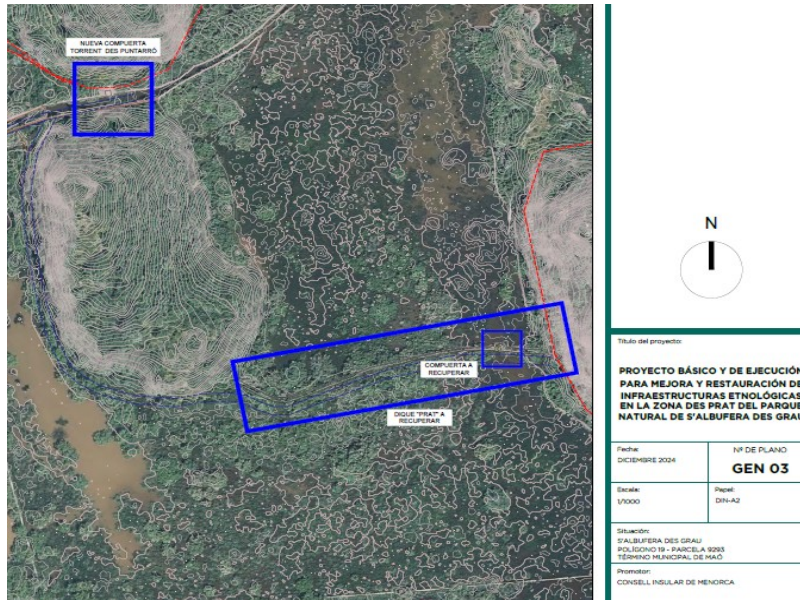 NUEVA COMPUERTA
TORRENT DES PUNTARRÓ
COMPUERTA A
RECUPERAR
DIQUE "PRAT" A
RECUPERAR
N
Título del proyecto:
PROYECTO BÁSICO Y DE EJECUCIÓN
PARA MEJORA Y RESTAURACIÓN DE
INFRAESTRUCTURAS ETNOLÓGICAS
EN LA ZONA DES PRAT DEL PARQUE
NATURAL DE S'ALBUFERA DES GRAU
Fecha:
DICIEMBRE 2024
Nº DE PLANO
GEN 03
Escala:
1/1000
Papel:
DIN-A2
Situación:
S'ALBUFERA DES GRAU
POLÍGONO 19 - PARCELA 9293
TÉRMINO MUNICIPAL DE MAÓ
Promotor:
CONSELL INSULAR DE MENORCA